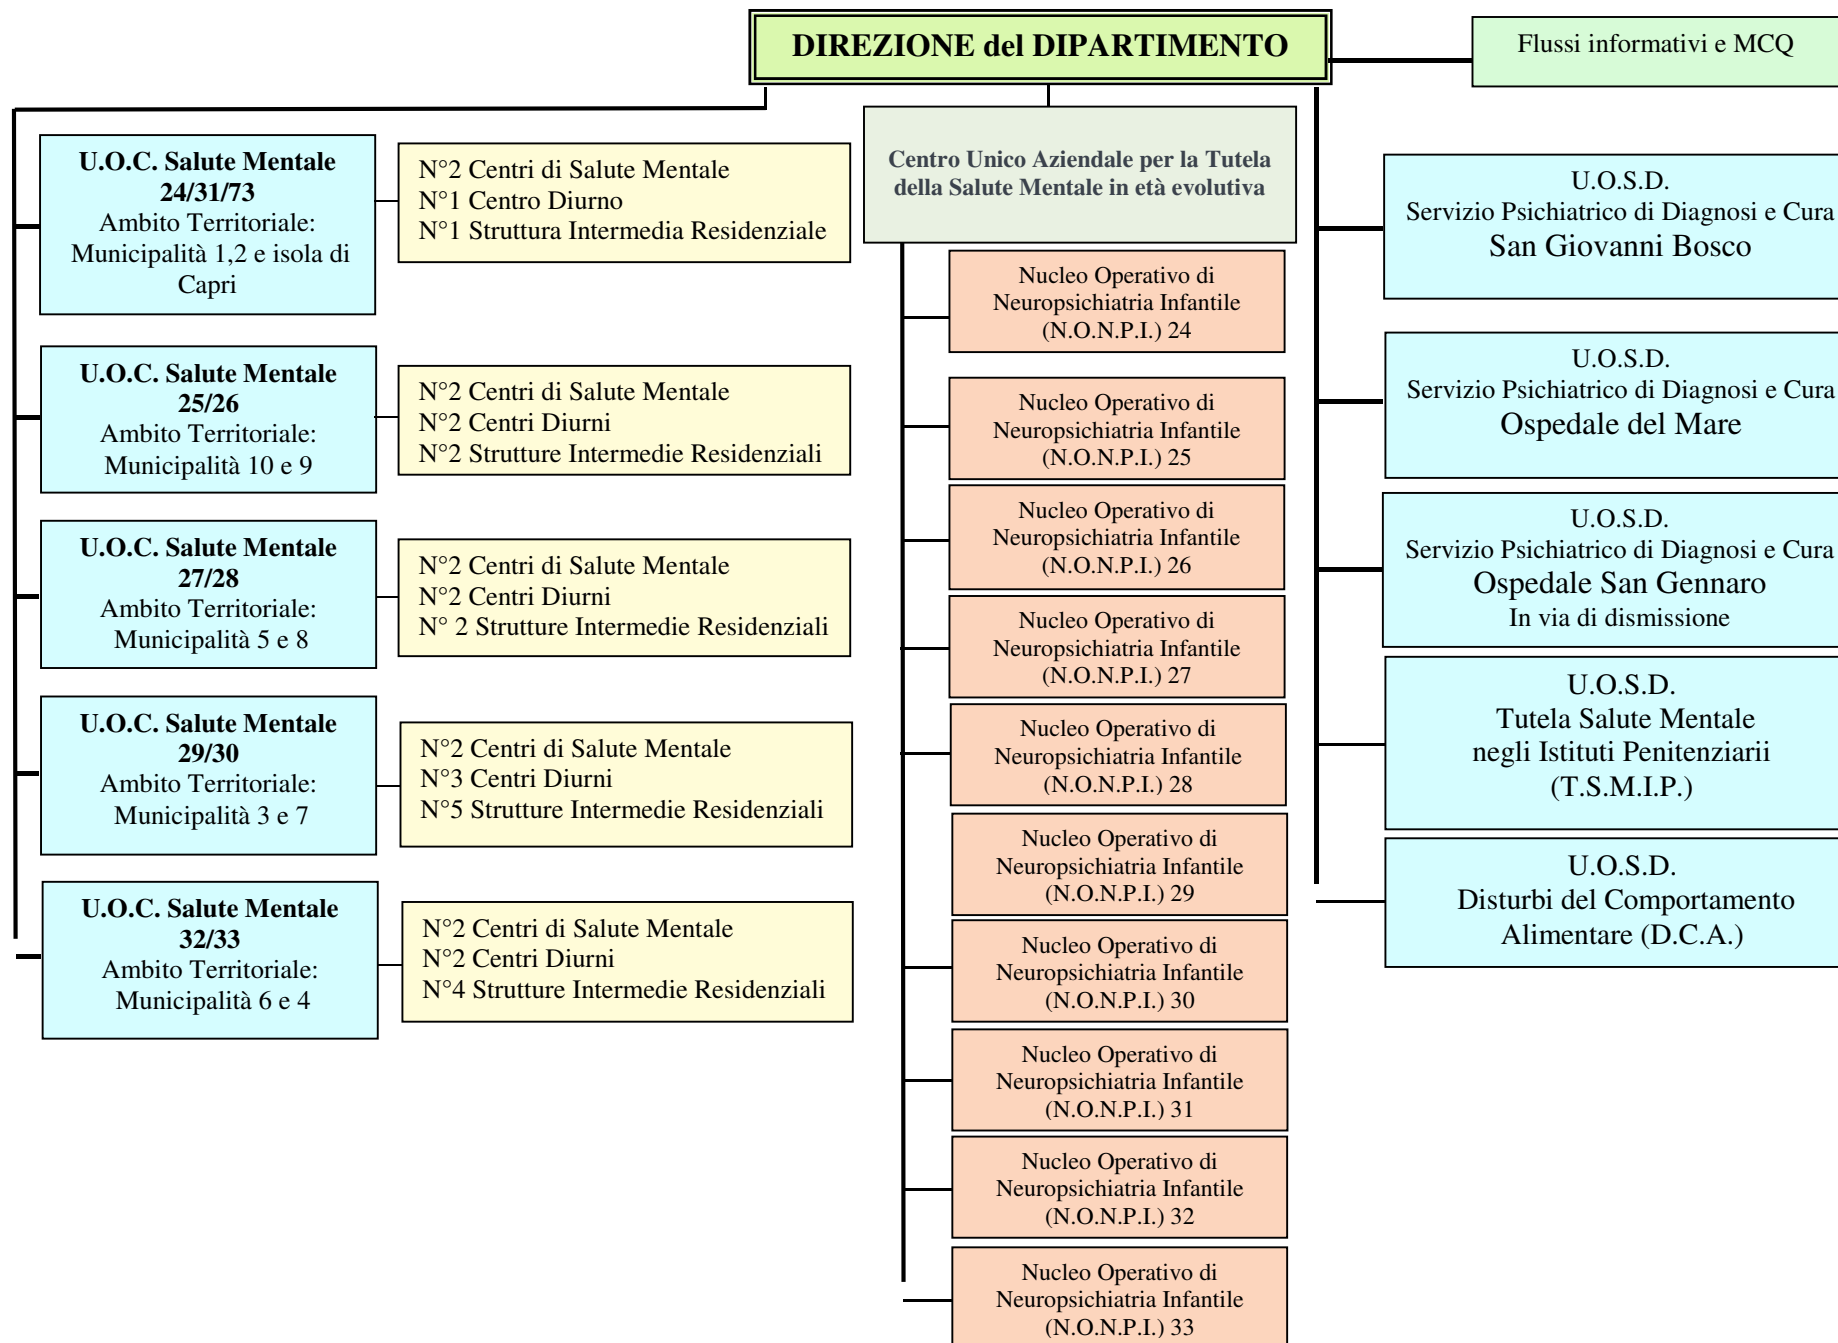 DIREZIONE del DIPARTIMENTO
Flussi informativi e MCQ
U.O.C. Salute Mentale
24/31/73
Ambito Territoriale:
Municipalità 1,2 e isola di
Capri
N°2 Centri di Salute Mentale
N°1 Centro Diurno
N°1 Struttura Intermedia Residenziale
U.O.C. Salute Mentale
25/26
Ambito Territoriale:
Municipalità 10 e 9
N°2 Centri di Salute Mentale
N°2 Centri Diurni
N°2 Strutture Intermedie Residenziali
U.O.C. Salute Mentale
27/28
Ambito Territoriale:
Municipalità 5 e 8
N°2 Centri di Salute Mentale
N°2 Centri Diurni
N° 2 Strutture Intermedie Residenziali
U.O.C. Salute Mentale
29/30
Ambito Territoriale:
Municipalità 3 e 7
N°2 Centri di Salute Mentale
N°3 Centri Diurni
N°5 Strutture Intermedie Residenziali
U.O.C. Salute Mentale
32/33
Ambito Territoriale:
Municipalità 6 e 4
N°2 Centri di Salute Mentale
N°2 Centri Diurni
N°4 Strutture Intermedie Residenziali
Centro Unico Aziendale per la Tutela
della Salute Mentale in età evolutiva
Nucleo Operativo di
Neuropsichiatria Infantile
(N.O.N.P.I.) 24
Nucleo Operativo di
Neuropsichiatria Infantile
(N.O.N.P.I.) 25
Nucleo Operativo di
Neuropsichiatria Infantile
(N.O.N.P.I.) 26
Nucleo Operativo di
Neuropsichiatria Infantile
(N.O.N.P.I.) 27
Nucleo Operativo di
Neuropsichiatria Infantile
(N.O.N.P.I.) 28
Nucleo Operativo di
Neuropsichiatria Infantile
(N.O.N.P.I.) 29
Nucleo Operativo di
Neuropsichiatria Infantile
(N.O.N.P.I.) 30
Nucleo Operativo di
Neuropsichiatria Infantile
(N.O.N.P.I.) 31
Nucleo Operativo di
Neuropsichiatria Infantile
(N.O.N.P.I.) 32
Nucleo Operativo di
Neuropsichiatria Infantile
(N.O.N.P.I.) 33
U.O.S.D.
Servizio Psichiatrico di Diagnosi e Cura
San Giovanni Bosco
U.O.S.D.
Servizio Psichiatrico di Diagnosi e Cura
Ospedale del Mare
U.O.S.D.
Servizio Psichiatrico di Diagnosi e Cura
Ospedale San Gennaro
In via di dismissione
U.O.S.D.
Tutela Salute Mentale
negli Istituti Penitenziarii
(T.S.M.I.P.)
U.O.S.D.
Disturbi del Comportamento
Alimentare (D.C.A.)